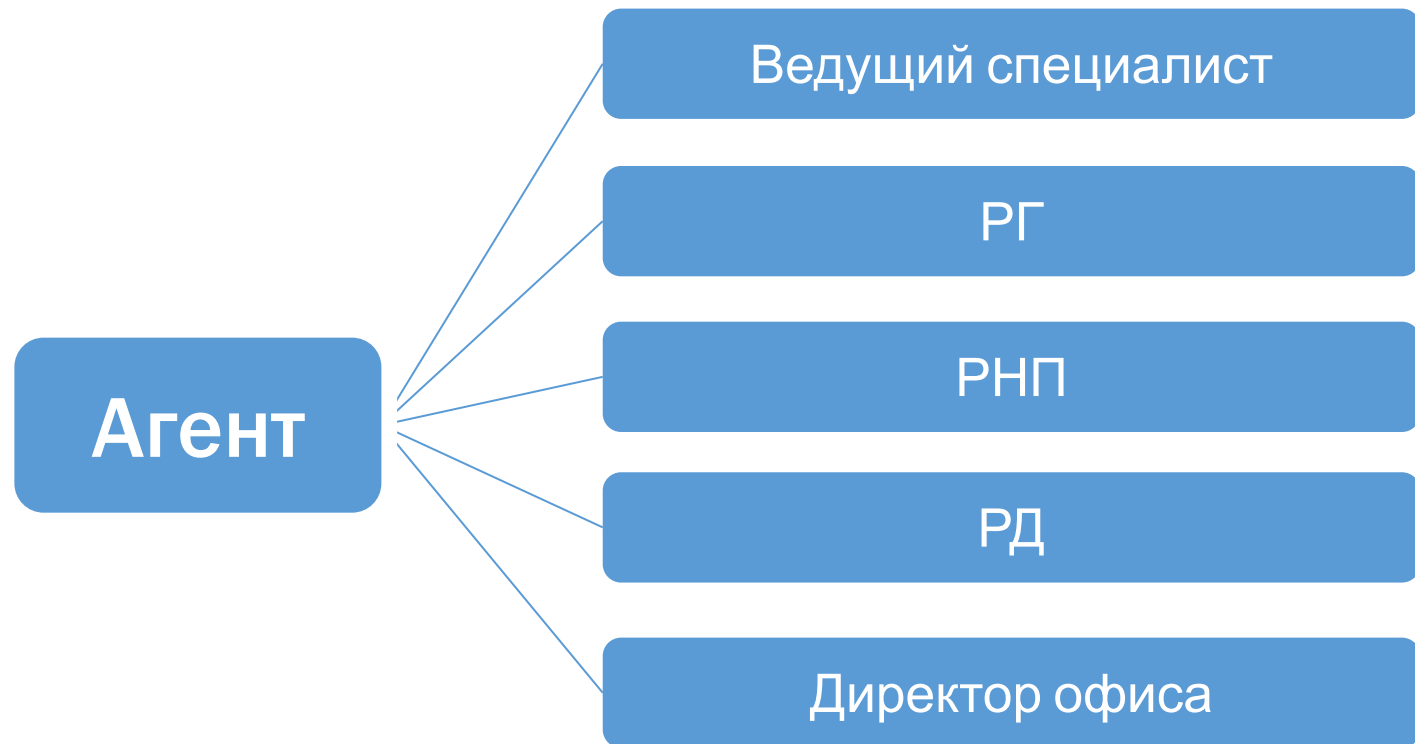 Ведущий специалист
РГ
РНП
Агент
РД
Директор офиса